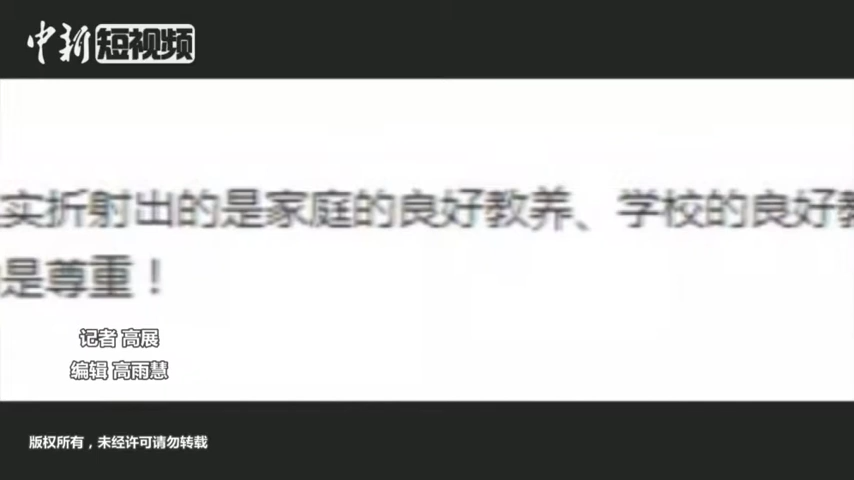 中新短视频
实折射出的是家庭的良好教养、学校的良好教
是尊重！
记者 高展
编辑 高雨慧
版权所有，未经许可请勿转载